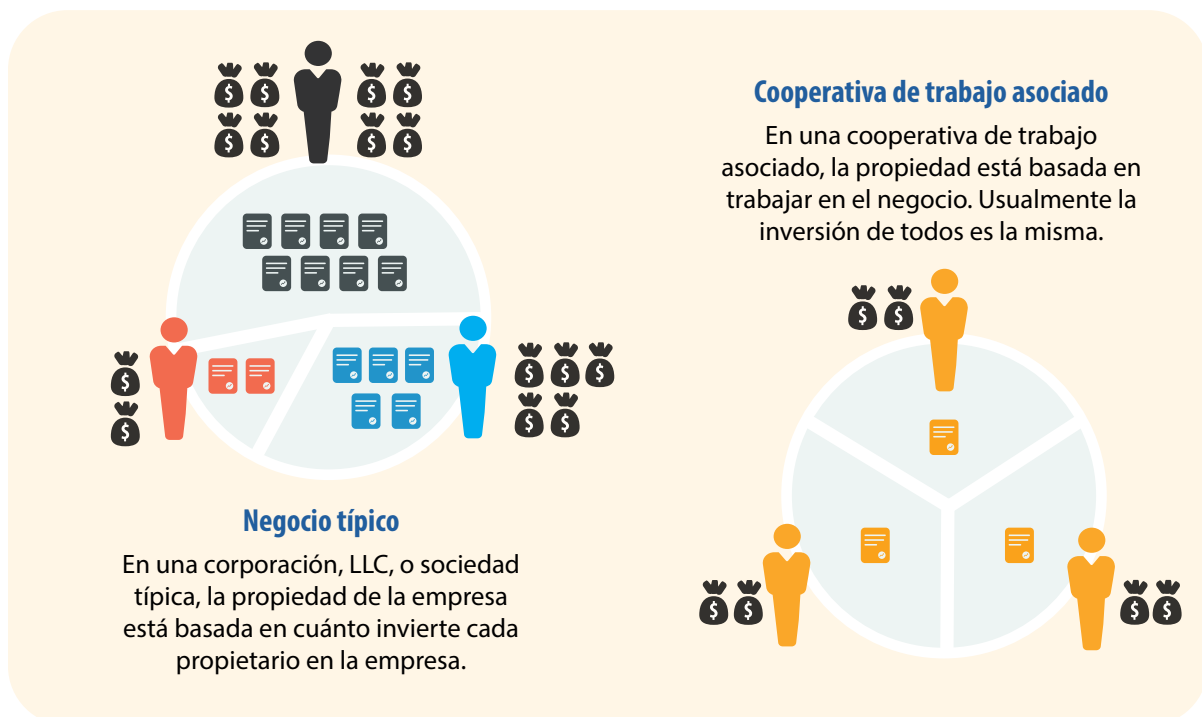 Negocio típico
En una corporación, LLC, o sociedad
típica, la propiedad de la empresa
está basada en cuánto invierte cada
propietario en la empresa.
Cooperativa de trabajo asociado
En una cooperativa de trabajo
asociado, la propiedad está basada en
trabajar en el negocio. Usualmente la
inversión de todos es la misma.